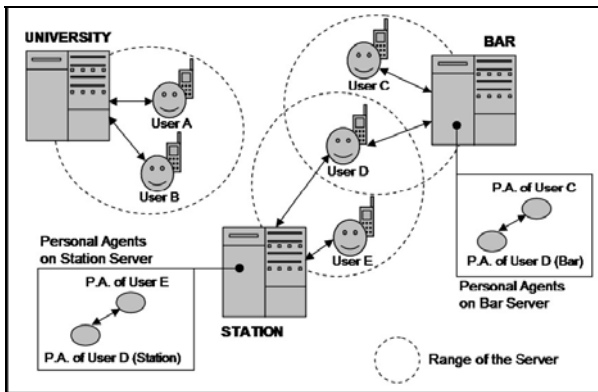 UNIVERSITY
BAR
User C
User A
User D
User B
P.A. of User C
P.A. of User D (Bar)
Personal Agents
on Station Server
User E
Personal Agents
on Bar Server
P.A. of User E
P.A. of User D (Station)
STATION
Range of the Server